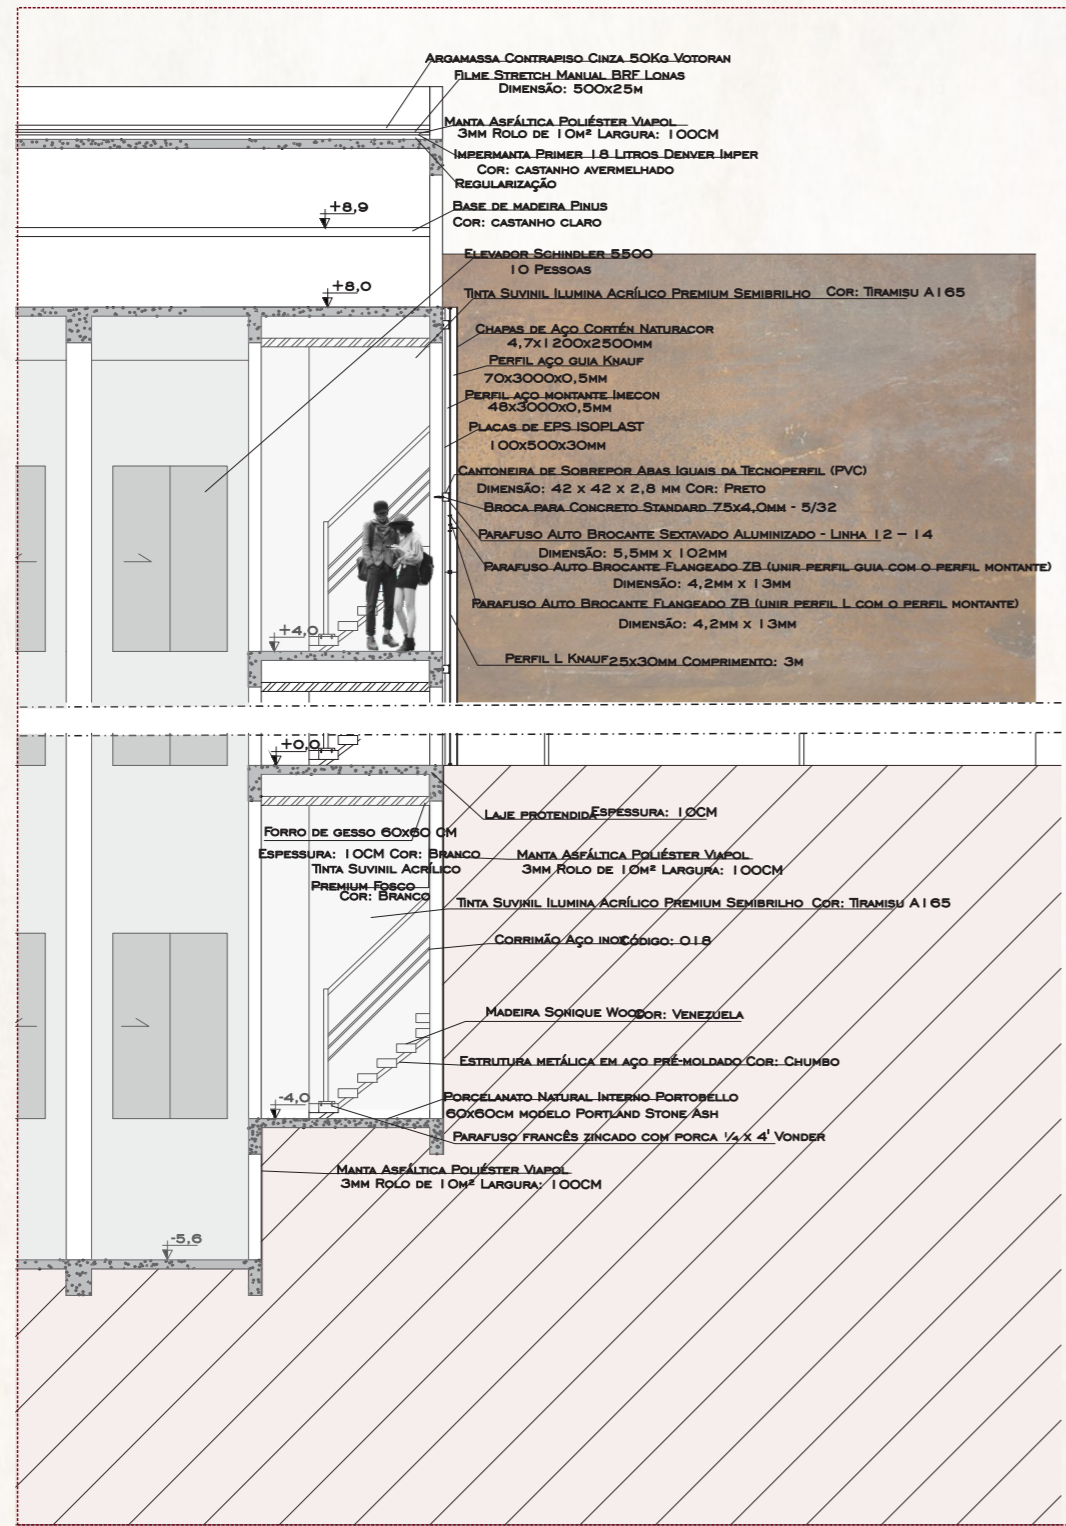 Argamassa Contrapiso Cinza 50Kg Votoran
Filme Stretch Manual BRF Lonas
Dimensão: 500x25m
Manta Asfáltica Poliéster Viapol
3mm Rolo de 10m² Largura: 100cm
Impermanta Primer 18 Litros Denver Imper
Cor: castanho avermelhado
Regularização
Base de madeira Pinus
+8,9
Cor: castanho claro
Elevador Schindler 5500
10 Pessoas
+8,0
Tinta Suvinil Ilumina Acrílico Premium Semibrilho Cor: Tiramisu A165
Chapas de Aço Cortén Naturacor
4,7x1200x2500mm
Perfil aço guia Knauf
70x3000x0,5mm
Perfil aço montante Imecon
48x3000x0,5mm
Placas de EPS ISOPLAST
100x500x30mm
Cantoneira de Sobrepor Abas Iguais da Tecnoperfil (PVC)
Dimensão: 42 x 42 x 2,8 mm Cor: Preto
Broca para Concreto Standard 75x4,0mm - 5/32
Parafuso Auto Brocante Sextavado Aluminizado - Linha 12 – 14
Dimensão: 5,5mm x 102mm
Parafuso Auto Brocante Flangeado ZB (unir perfil guia com o perfil montante)
Dimensão: 4,2mm x 13mm
Parafuso Auto Brocante Flangeado ZB (unir perfil L com o perfil montante)
Dimensão: 4,2mm x 13mm
+4,0
Perfil L Knauf 25x30mm Comprimento: 3m
+0,0
Laje protendida Espessura: 10cm
Forro de gesso 60x60 cm
Espessura: 10cm Cor: Branco
Tinta Suvinil Acrílico
Premium Fosco
Cor: Branco
Manta Asfáltica Poliéster Viapol
3mm Rolo de 10m² Largura: 100cm
Tinta Suvinil Ilumina Acrílico Premium Semibrilho Cor: Tiramisu A165
Corrimão Aço inox Código: 018
Madeira Sonique Wood Cor: Venezuela
Estrutura metálica em aço pré-moldado Cor: Chumbo
-4,0
Porcelanato Natural Interno Portobello
60x60cm modelo Portland Stone Ash
Parafuso francês zincado com porca ¼ x 4' Vonder
Manta Asfáltica Poliéster Viapol
3mm Rolo de 10m² Largura: 100cm
-5,6